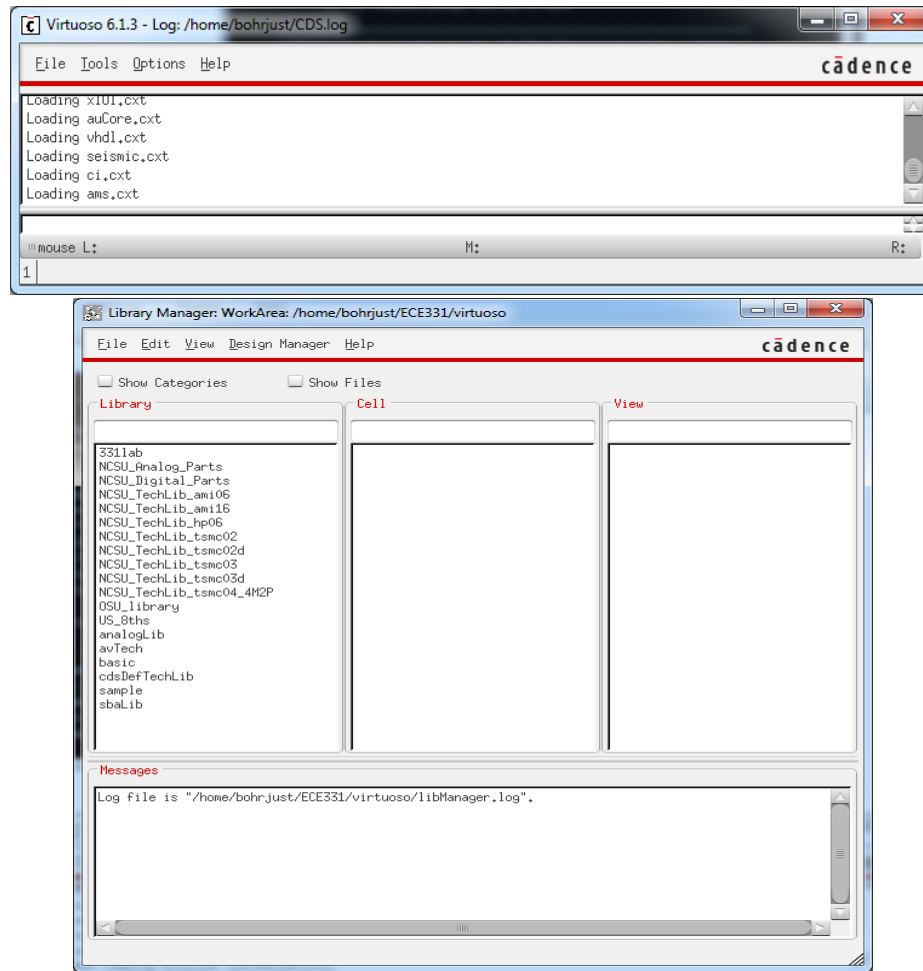 Virtuoso 6.1.3 - Log: /home/bohrjust/CDS.log
File Tools Options Help cādence
Loading xlUI.cxt
Loading auCore.cxt
Loading vhdl.cxt
Loading seismic.cxt
Loading ci.cxt
Loading ams.cxt
mouse L: M: R:
1
Library Manager: WorkArea: /home/bohrjust/ECE331/virtuoso
File Edit View Design Manager Help cādence
Show Categories Show Files
Library Cell View
331lab
NCSU_Analog_Parts
NCSU_Digital_Parts
NCSU_TechLib_ami06
NCSU_TechLib_ami16
NCSU_TechLib_hp06
NCSU_TechLib_tsmc02
NCSU_TechLib_tsmc02d
NCSU_TechLib_tsmc03
NCSU_TechLib_tsmc03d
NCSU_TechLib_tsmc04_4M2P
OSU_library
US_8ths
analogLib
avTech
basic
cdsDefTechLib
sample
sbaLib
Messages
Log file is "/home/bohrjust/ECE331/virtuoso/libManager.log".